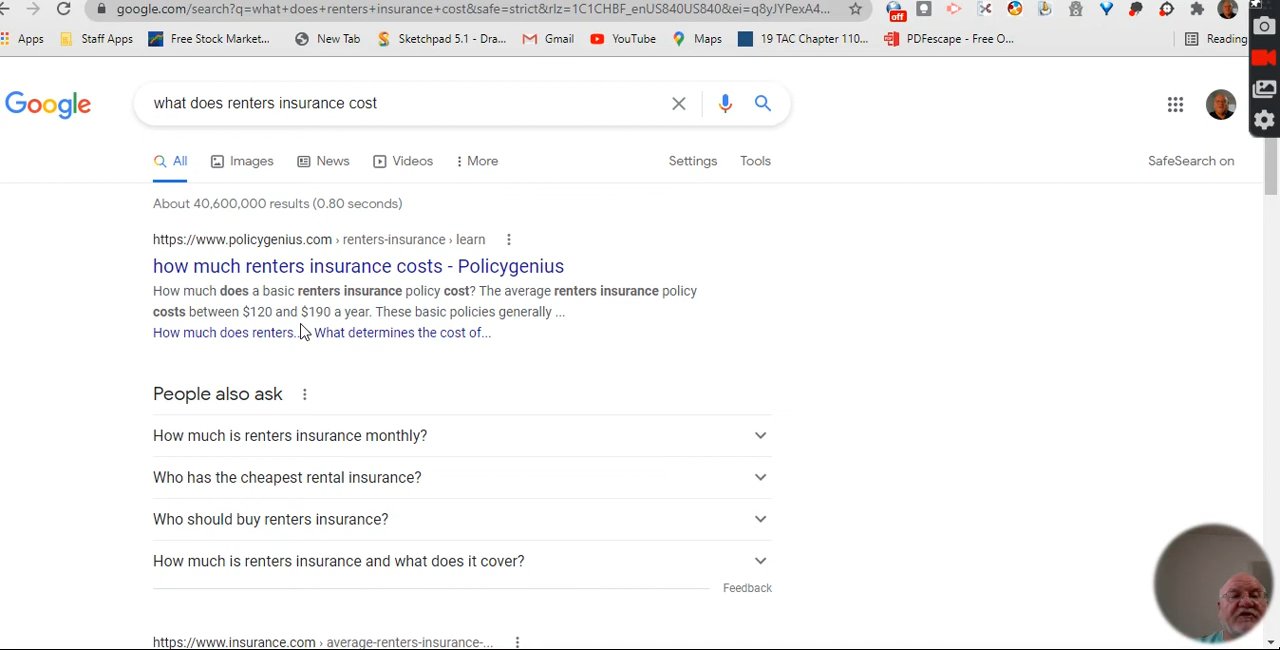 google.com/search?q=what+does+renters+insurance+cost&safe=strict&rlz=1C1CHBF_enUS840US840&ei=q8yJYPexA4...
off
Apps Staff Apps Free Stock Market... New Tab Sketchpad 5.1 - Dra... Gmail YouTube Maps 19 TAC Chapter 110... PDFescape - Free O... Reading
Google
what does renters insurance cost
All Images News Videos More Settings Tools SafeSearch on
About 40,600,000 results (0.80 seconds)
https://www.policygenius.com › renters-insurance › learn
how much renters insurance costs - Policygenius
How much does a basic renters insurance policy cost? The average renters insurance policy
costs between $120 and $190 a year. These basic policies generally ...
How much does renters... What determines the cost of...
People also ask
How much is renters insurance monthly?
Who has the cheapest rental insurance?
Who should buy renters insurance?
How much is renters insurance and what does it cover?
Feedback
https://www.insurance.com › average-renters-insurance-...